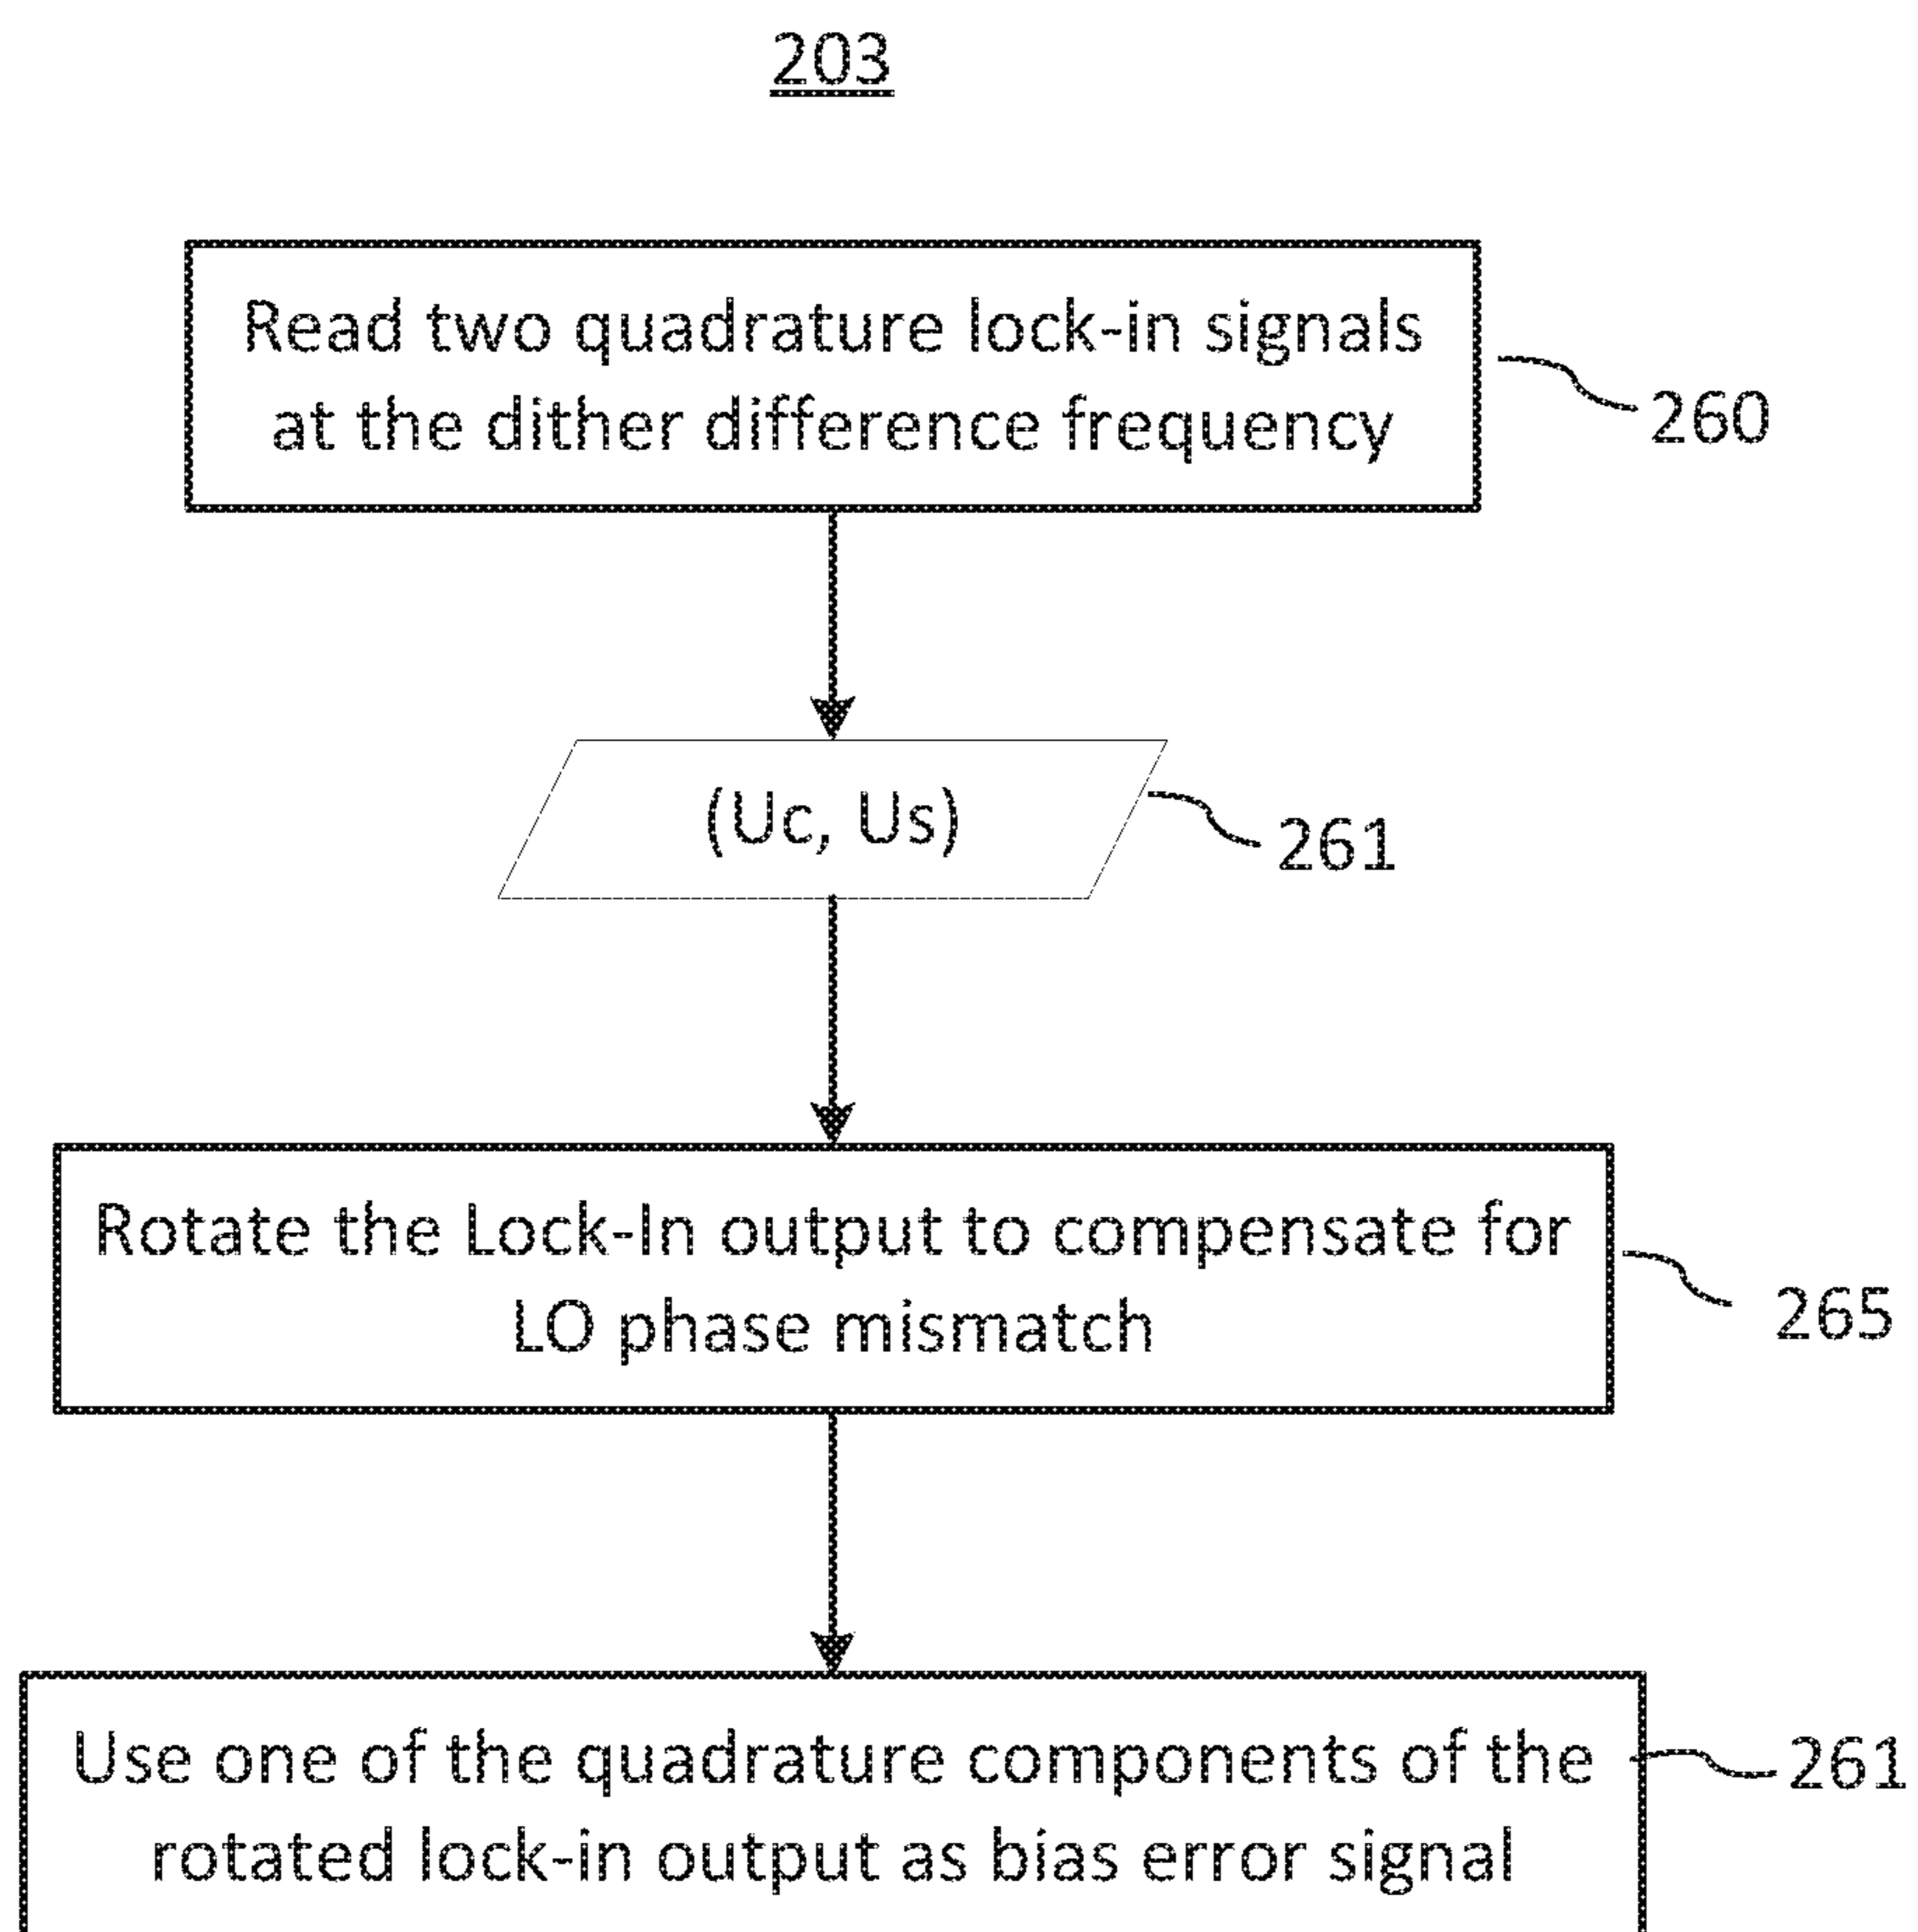 203
Read two quadrature lock-in signals
at the dither difference frequency
260
(Uc, Us)
261
Rotate the Lock-In output to compensate for
LO phase mismatch
265
Use one of the quadrature components of the
rotated lock-in output as bias error signal
261